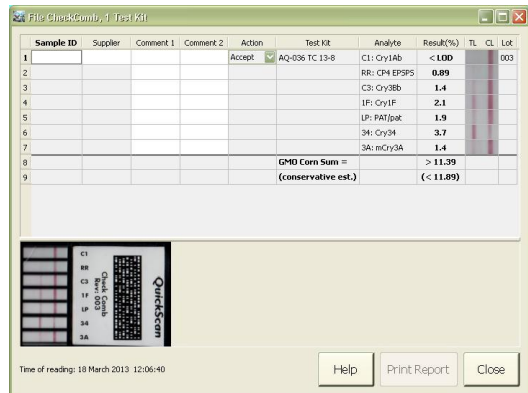 File CheckComb, 1 Test Kit
Sample ID Supplier Comment 1 Comment 2 Action Test Kit Analyte Result(%) TL CL Lot
1 Accept AQ-036 TC 13-8 C1: Cry1Ab < LOD 003
2 RR: CP4 EPSPS 0.89
3 C3: Cry3Bb 1.4
4 1F: Cry1F 2.1
5 LP: PAT/pat 1.9
6 34: Cry34 3.7
7 3A: mCry3A 1.4
8 GMO Corn Sum = > 11.39
9 (conservative est.) (< 11.89)
C1
RR
C3
1F
LP
34
3A
Check Comb
Rev: 003
QuickScan
Time of reading: 18 March 2013 12:06:40
Help
Print Report
Close